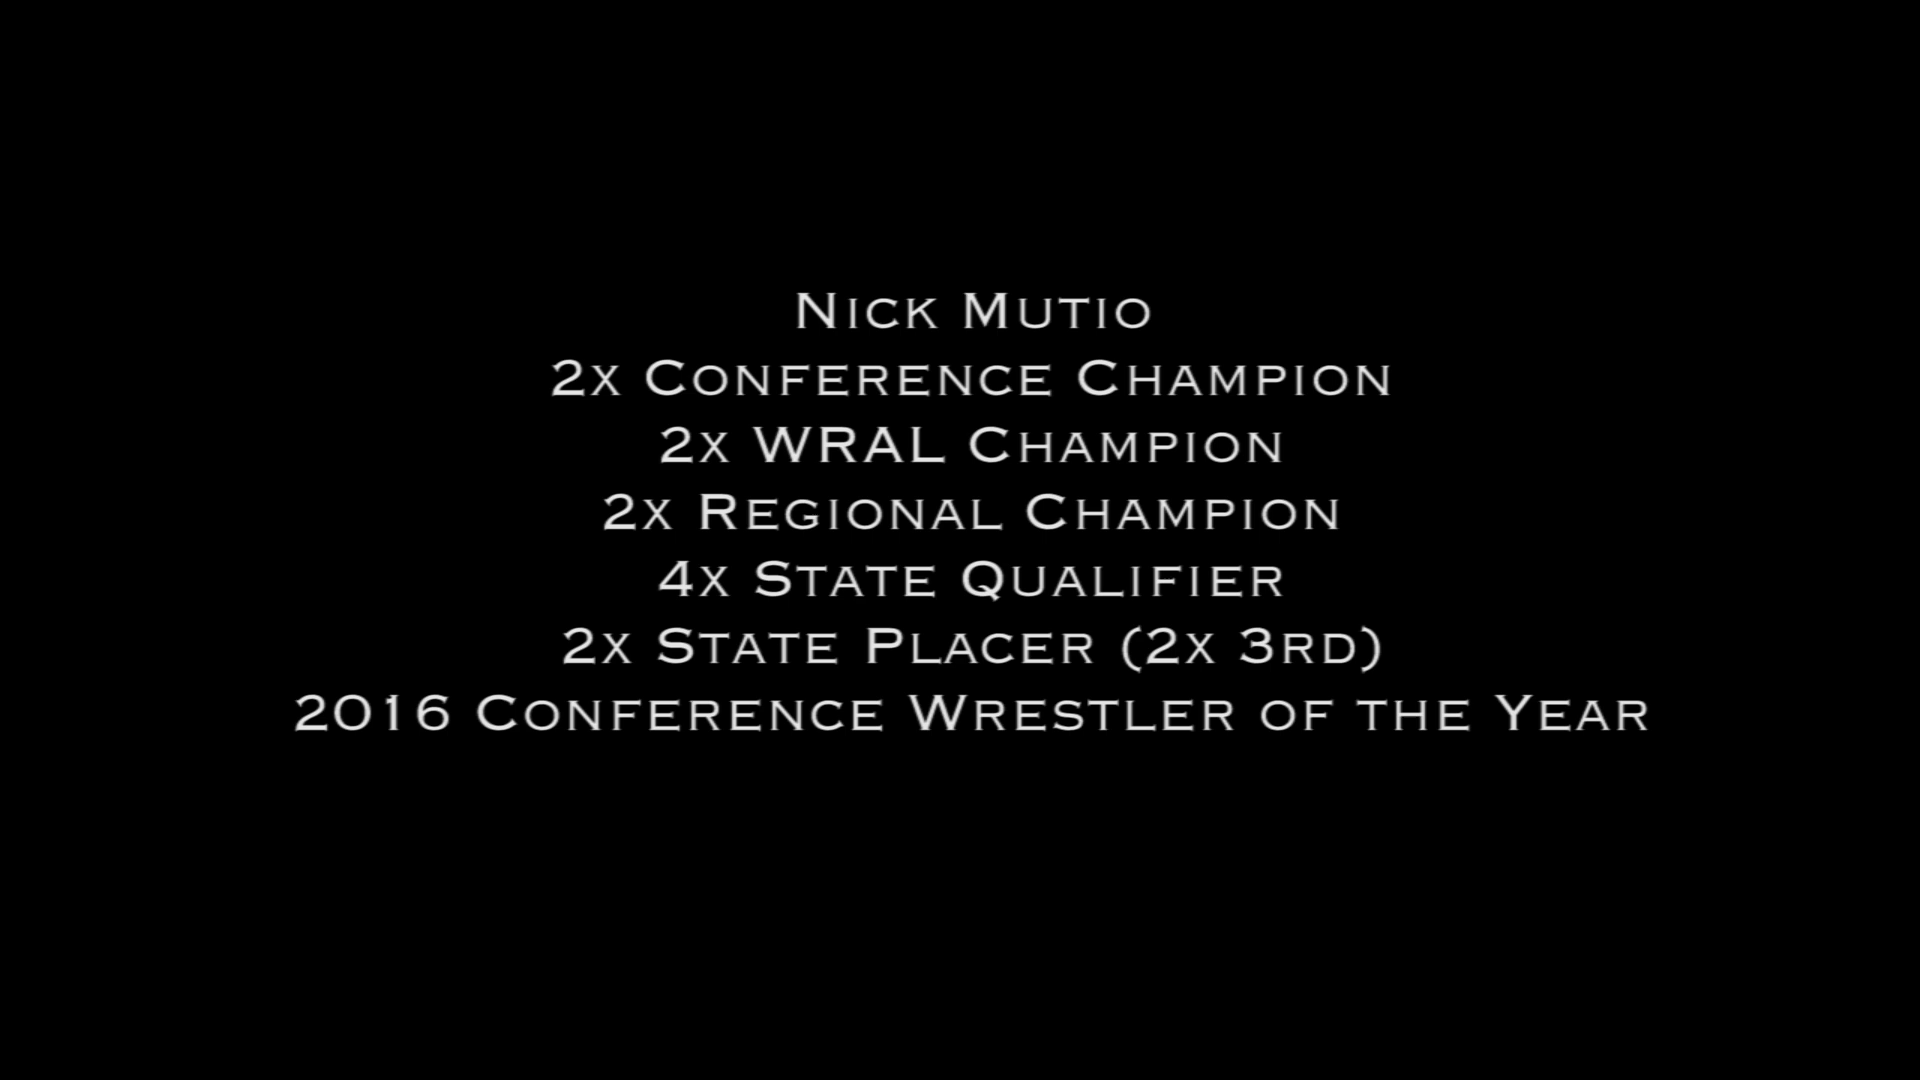 Nick Mutio
2x Conference Champion
2x WRAL Champion
2x Regional Champion
4x State Qualifier
2x State Placer (2x 3rd)
2016 Conference Wrestler of the Year